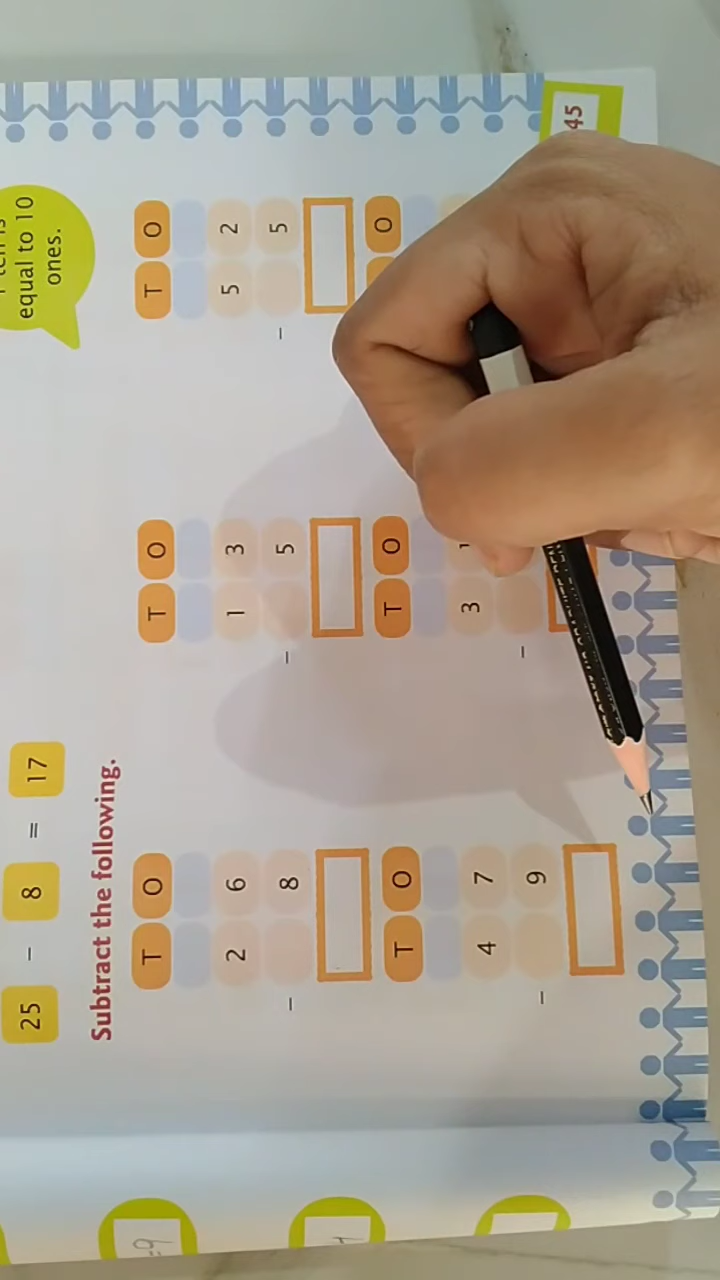 equal to 10
ones.
25 – 8 = 17
Subtract the following.
T O T O T O
2 6 1 3 5 2
– 8 – 5 – 5
T O T O O
4 7 3 1
– 9 –
45